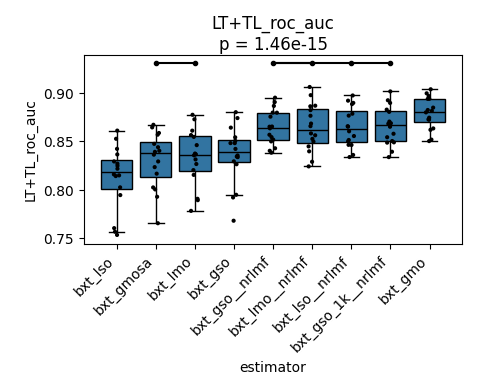 LT+TL_roc_auc
p = 1.46e-15
LT+TL_roc_auc
0.90
0.85
0.80
0.75
bxt_lso
bxt_gmosa
bxt_lmo
bxt_gso
bxt_gso__nrlmf
bxt_lmo__nrlmf
bxt_lso__nrlmf
bxt_gso_1k__nrlmf
bxt_gmo
estimator